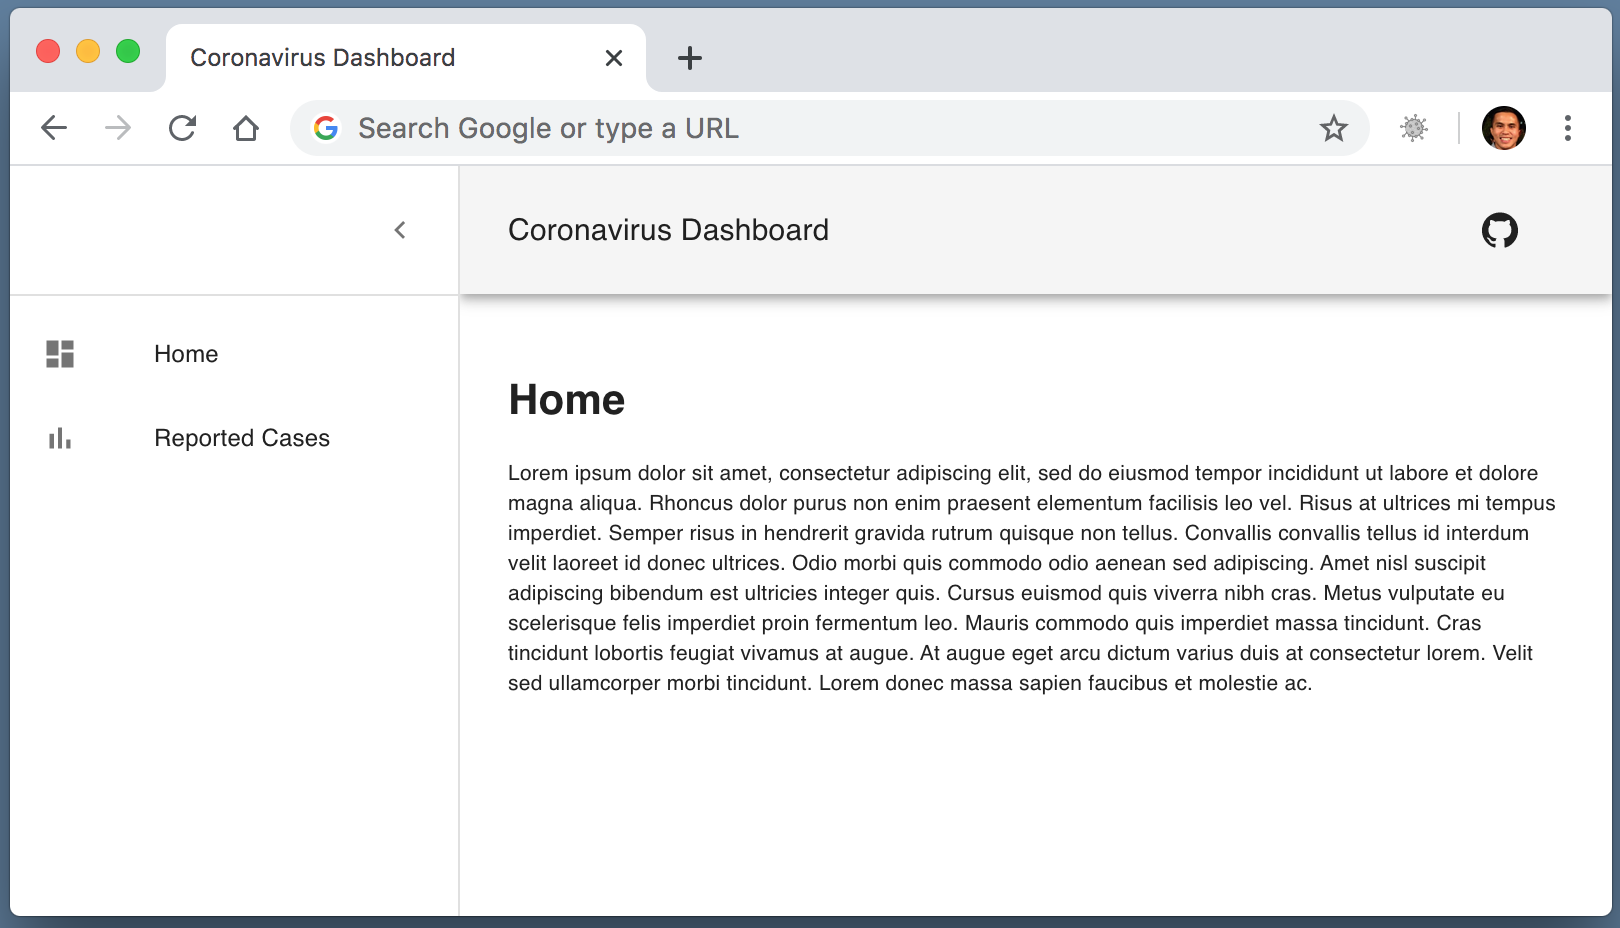 Coronavirus Dashboard
Search Google or type a URL
Coronavirus Dashboard
Home
Reported Cases
Home
Lorem ipsum dolor sit amet, consectetur adipiscing elit, sed do eiusmod tempor incididunt ut labore et dolore
magna aliqua. Rhoncus dolor purus non enim praesent elementum facilisis leo vel. Risus at ultrices mi tempus
imperdiet. Semper risus in hendrerit gravida rutrum quisque non tellus. Convallis convallis tellus id interdum
velit laoreet id donec ultrices. Odio morbi quis commodo odio aenean sed adipiscing. Amet nisl suscipit
adipiscing bibendum est ultricies integer quis. Cursus euismod quis viverra nibh cras. Metus vulputate eu
scelerisque felis imperdiet proin fermentum leo. Mauris commodo quis imperdiet massa tincidunt. Cras
tincidunt lobortis feugiat vivamus at augue. At augue eget arcu dictum varius duis at consectetur lorem. Velit
sed ullamcorper morbi tincidunt. Lorem donec massa sapien faucibus et molestie ac.